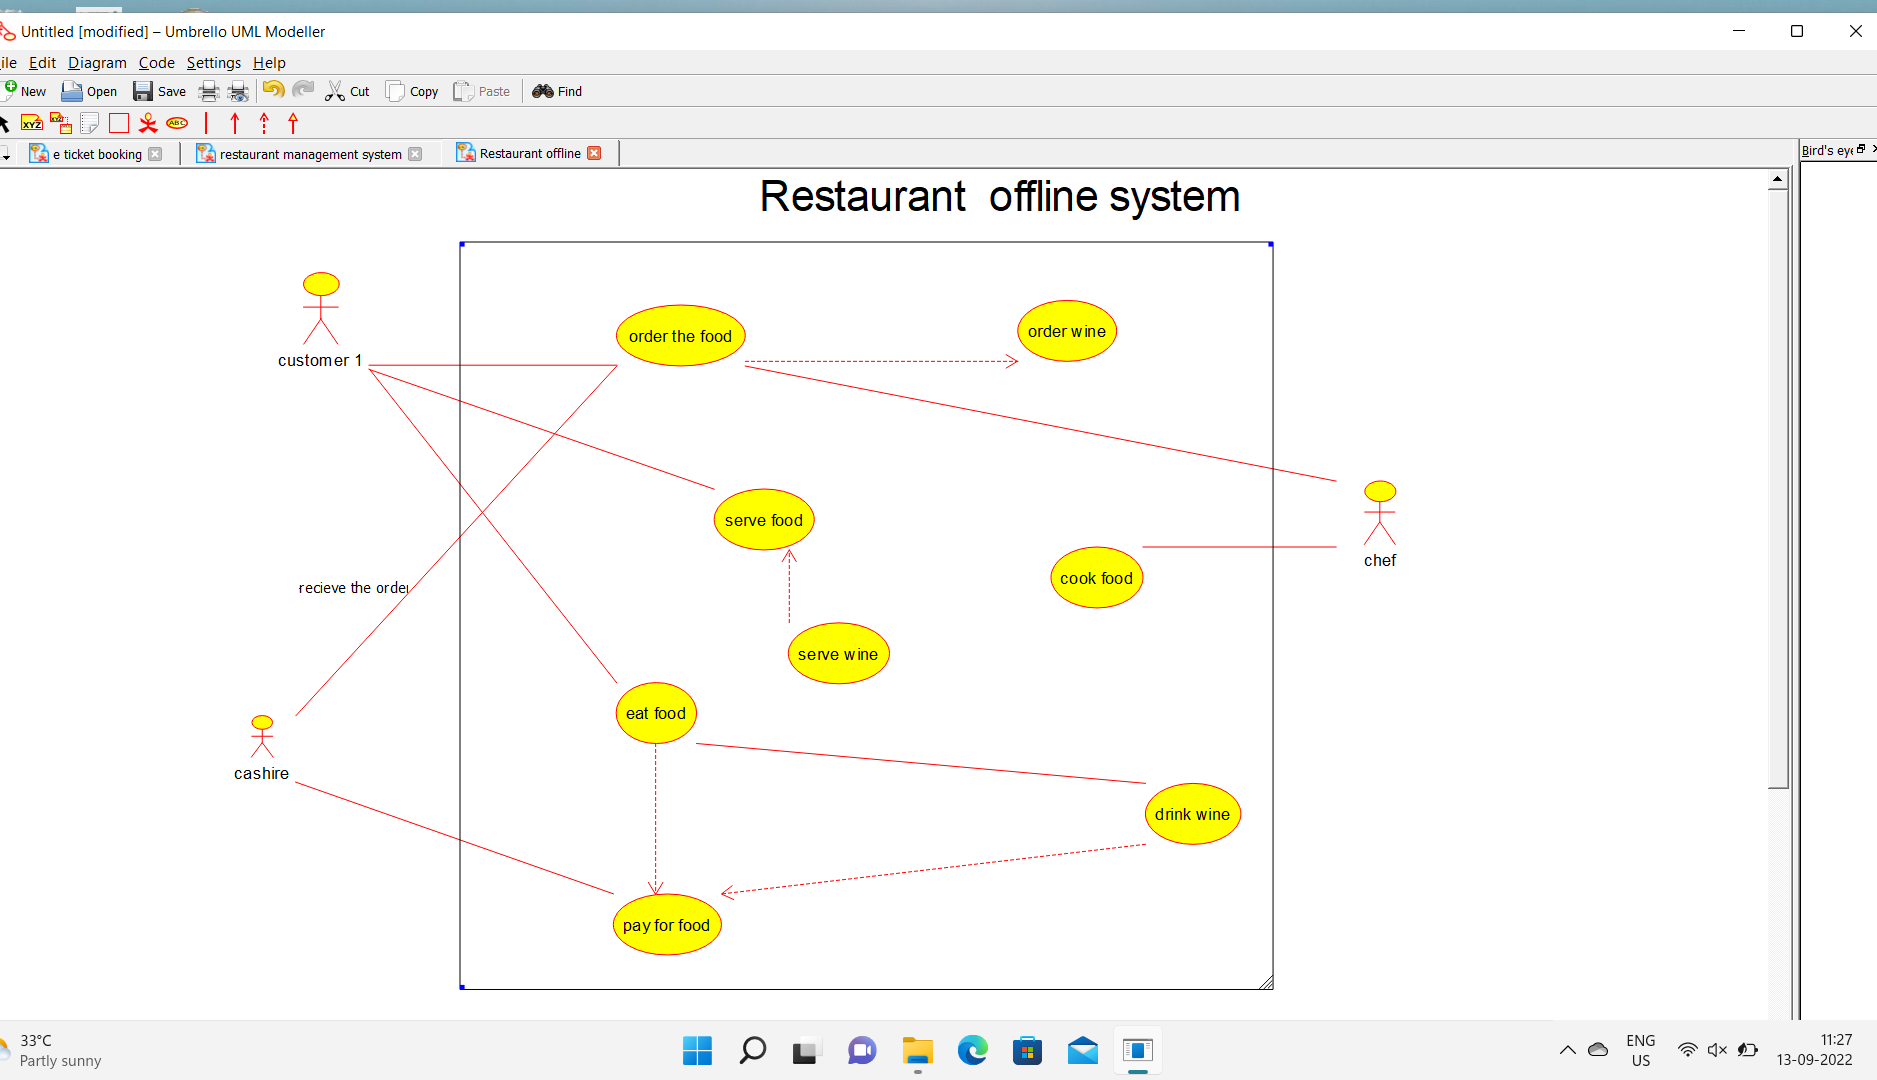 Untitled [modified] – Umbrello UML Modeller
ile Edit Diagram Code Settings Help
New Open Save Cut Copy Paste Find
XYZ XYZ ABC
e ticket booking restaurant management system Restaurant offline Bird's eye
Restaurant offline system
customer 1
order the food
order wine
serve food
chef
cook food
recieve the order
serve wine
eat food
cashire
drink wine
pay for food
33°C
Partly sunny
ENG
US
11:27
13-09-2022